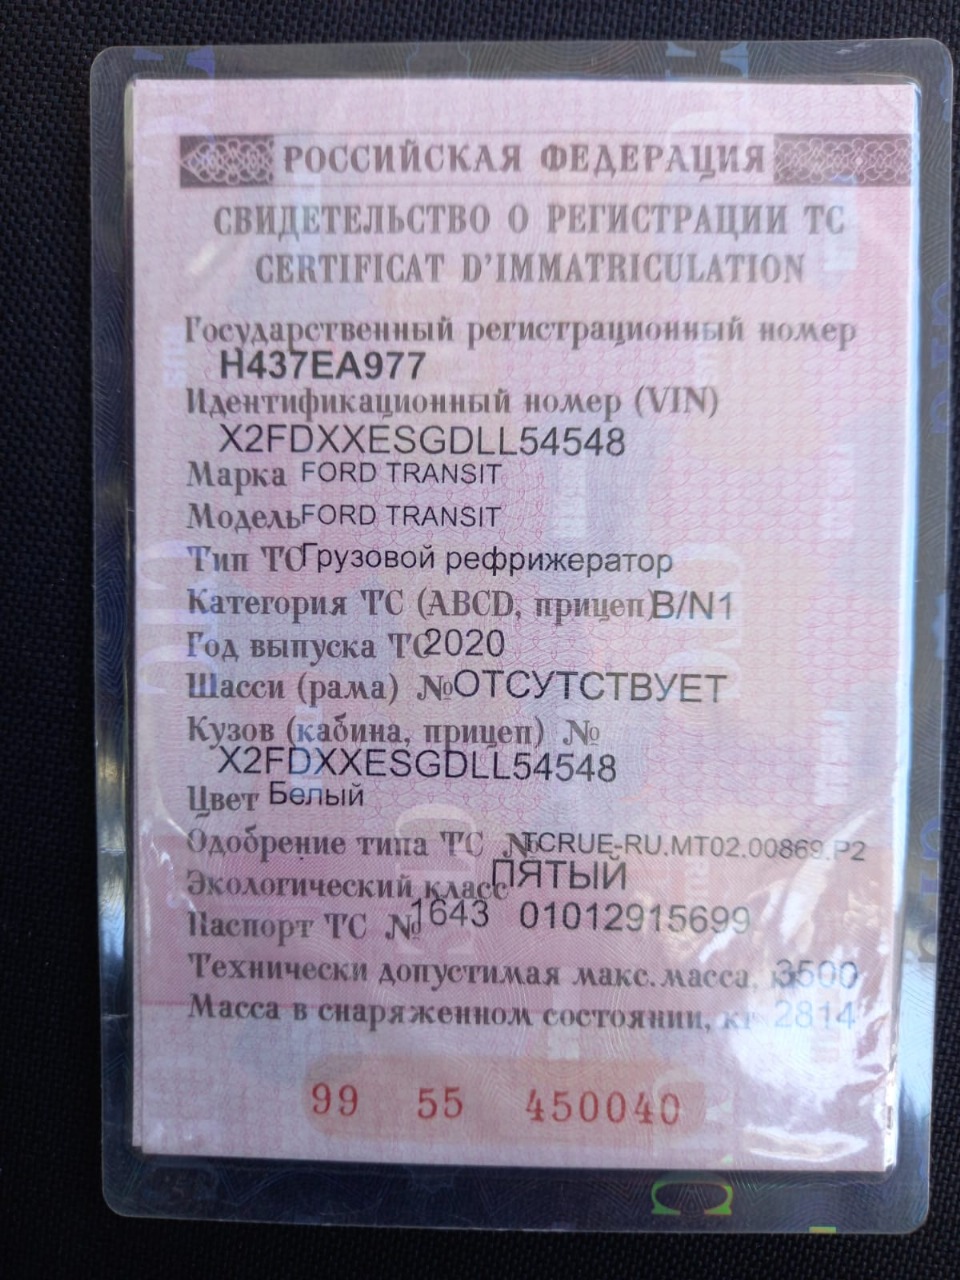 РОССИЙСКАЯ ФЕДЕРАЦИЯ
СВИДЕТЕЛЬСТВО О РЕГИСТРАЦИИ ТС
CERTIFICAT D'IMMATRICULATION
Государственный регистрационный номер
Н437ЕА977
Идентификационный номер (VIN)
X2FDXXESGDLL54548
Марка FORD TRANSIT
Модель FORD TRANSIT
Тип ТС Грузовой рефрижератор
Категория ТС (ABCD, прицеп) B/N1
Год выпуска ТС 2020
Шасси (рама) № ОТСУТСТВУЕТ
Кузов (кабина, прицеп) №
X2FDXXESGDLL54548
Цвет Белый
Одобрение типа ТС № TCRUE-RU.MT02.00869.P2
Экологический класс ПЯТЫЙ
Паспорт ТС № 1643 01012915699
Технически допустимая макс. масса, 3500
Масса в снаряженном состоянии, кг 2814
99 55 450040